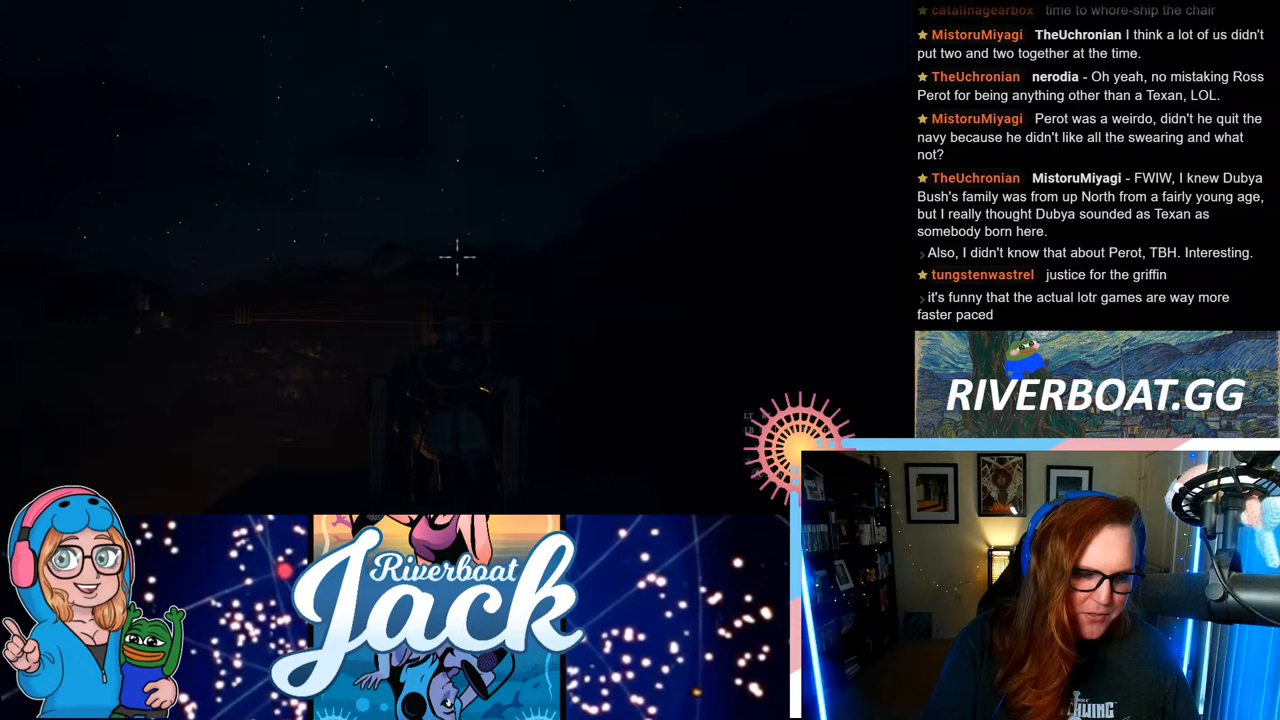 catalinagearbox time to whore-ship the chair
MistoruMiyagi TheUchronian I think a lot of us didn't
put two and two together at the time.
TheUchronian nerodia - Oh yeah, no mistaking Ross
Perot for being anything other than a Texan, LOL.
MistoruMiyagi Perot was a weirdo, didn't he quit the
navy because he didn't like all the swearing and what
not?
TheUchronian MistoruMiyagi - FWIW, I knew Dubya
Bush's family was from up North from a fairly young age,
but I really thought Dubya sounded as Texan as
somebody born here.
Also, I didn't know that about Perot, TBH. Interesting.
tungstenwastrel justice for the griffin
it's funny that the actual lotr games are way more
faster paced
RIVERBOAT.GG
LT
LB
Riverboat
Jack